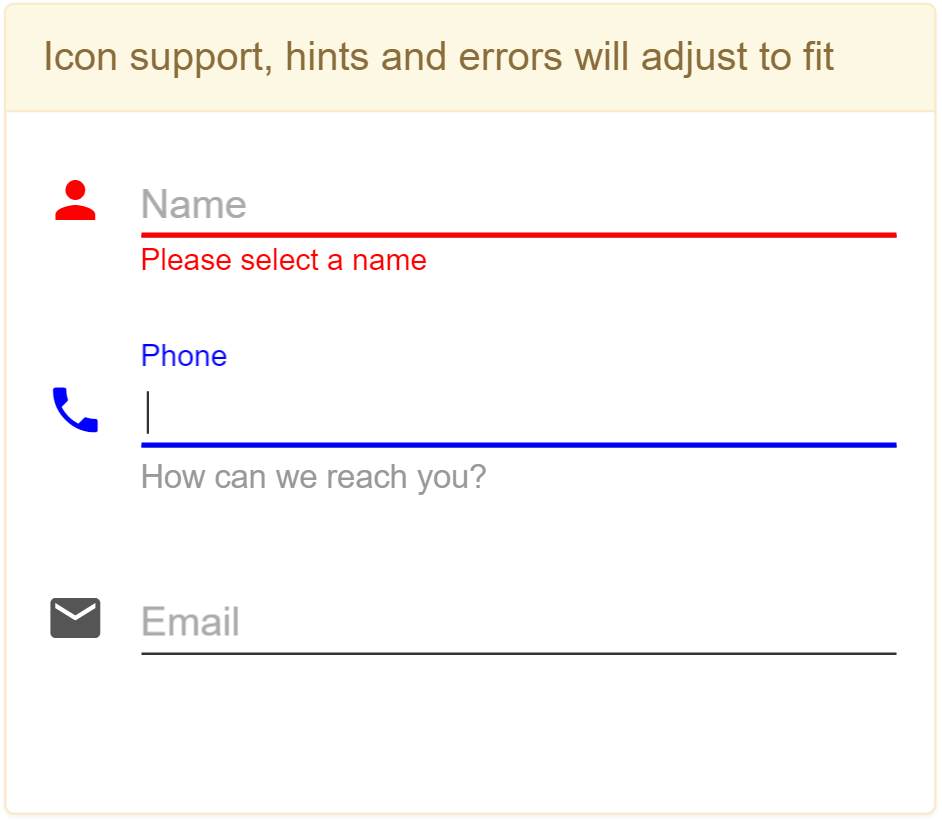 Icon support, hints and errors will adjust to fit
Name
Please select a name
Phone
How can we reach you?
Email